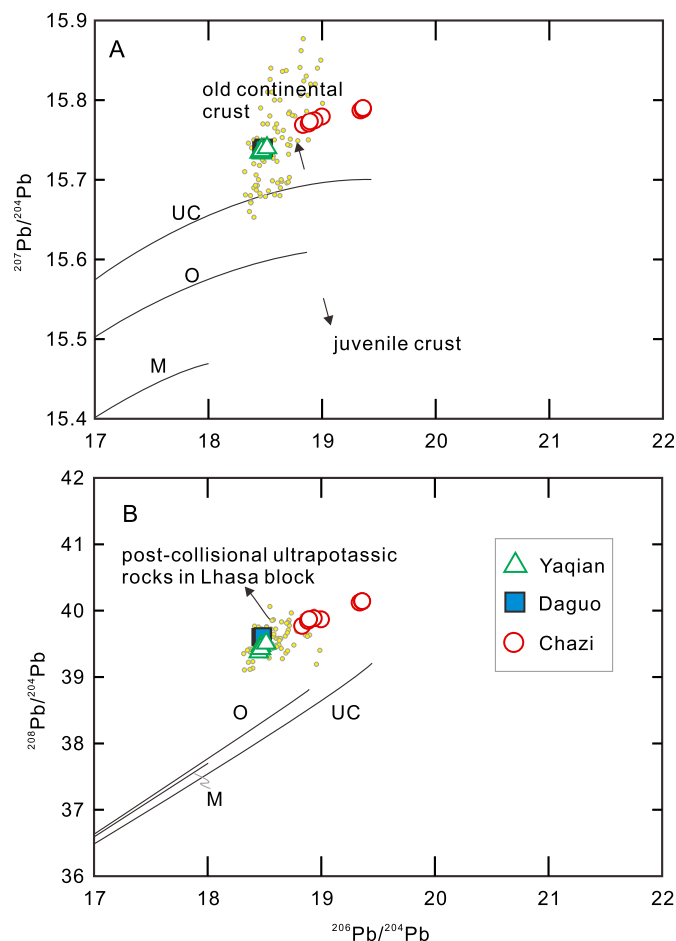 A
15.9
15.8
15.7
15.6
15.5
15.4
²⁰⁷Pb/²⁰⁴Pb
old continental
crust
UC
O
M
juvenile crust
17 18 19 20 21 22
B
42
41
40
39
38
37
36
²⁰⁸Pb/²⁰⁴Pb
post-collisional ultrapotassic
rocks in Lhasa block
Yaqian
Daguo
Chazi
O
UC
M
17 18 19 20 21 22
²⁰⁶Pb/²⁰⁴Pb